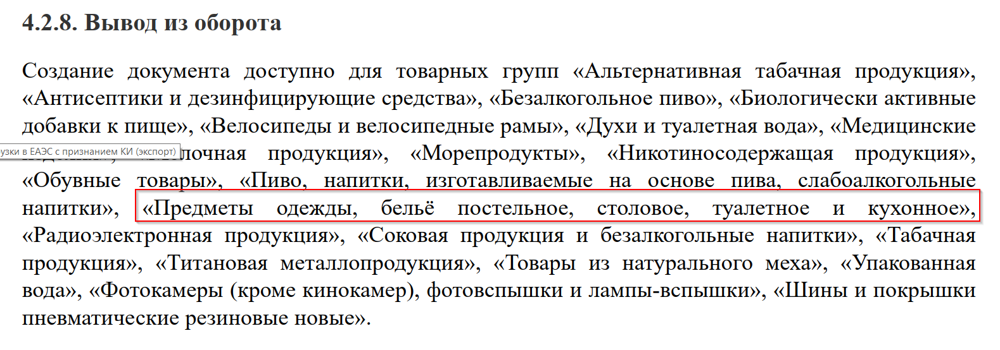 4.2.8. Вывод из оборота
Создание документа доступно для товарных групп «Альтернативная табачная продукция»,
«Антисептики и дезинфицирующие средства», «Безалкогольное пиво», «Биологически активные
добавки к пище», «Велосипеды и велосипедные рамы», «Духи и туалетная вода», «Медицинские
узки в ЕАЭС с признанием КИ (экспорт)
лочная продукция», «Морепродукты», «Никотиносодержащая продукция»,
«Обувные товары», «Пиво, напитки, изготавливаемые на основе пива, слабоалкогольные
напитки», «Предметы одежды, бельё постельное, столовое, туалетное и кухонное»,
«Радиоэлектронная продукция», «Соковая продукция и безалкогольные напитки», «Табачная
продукция», «Титановая металлопродукция», «Товары из натурального меха», «Упакованная
вода», «Фотокамеры (кроме кинокамер), фотовспышки и лампы-вспышки», «Шины и покрышки
пневматические резиновые новые».